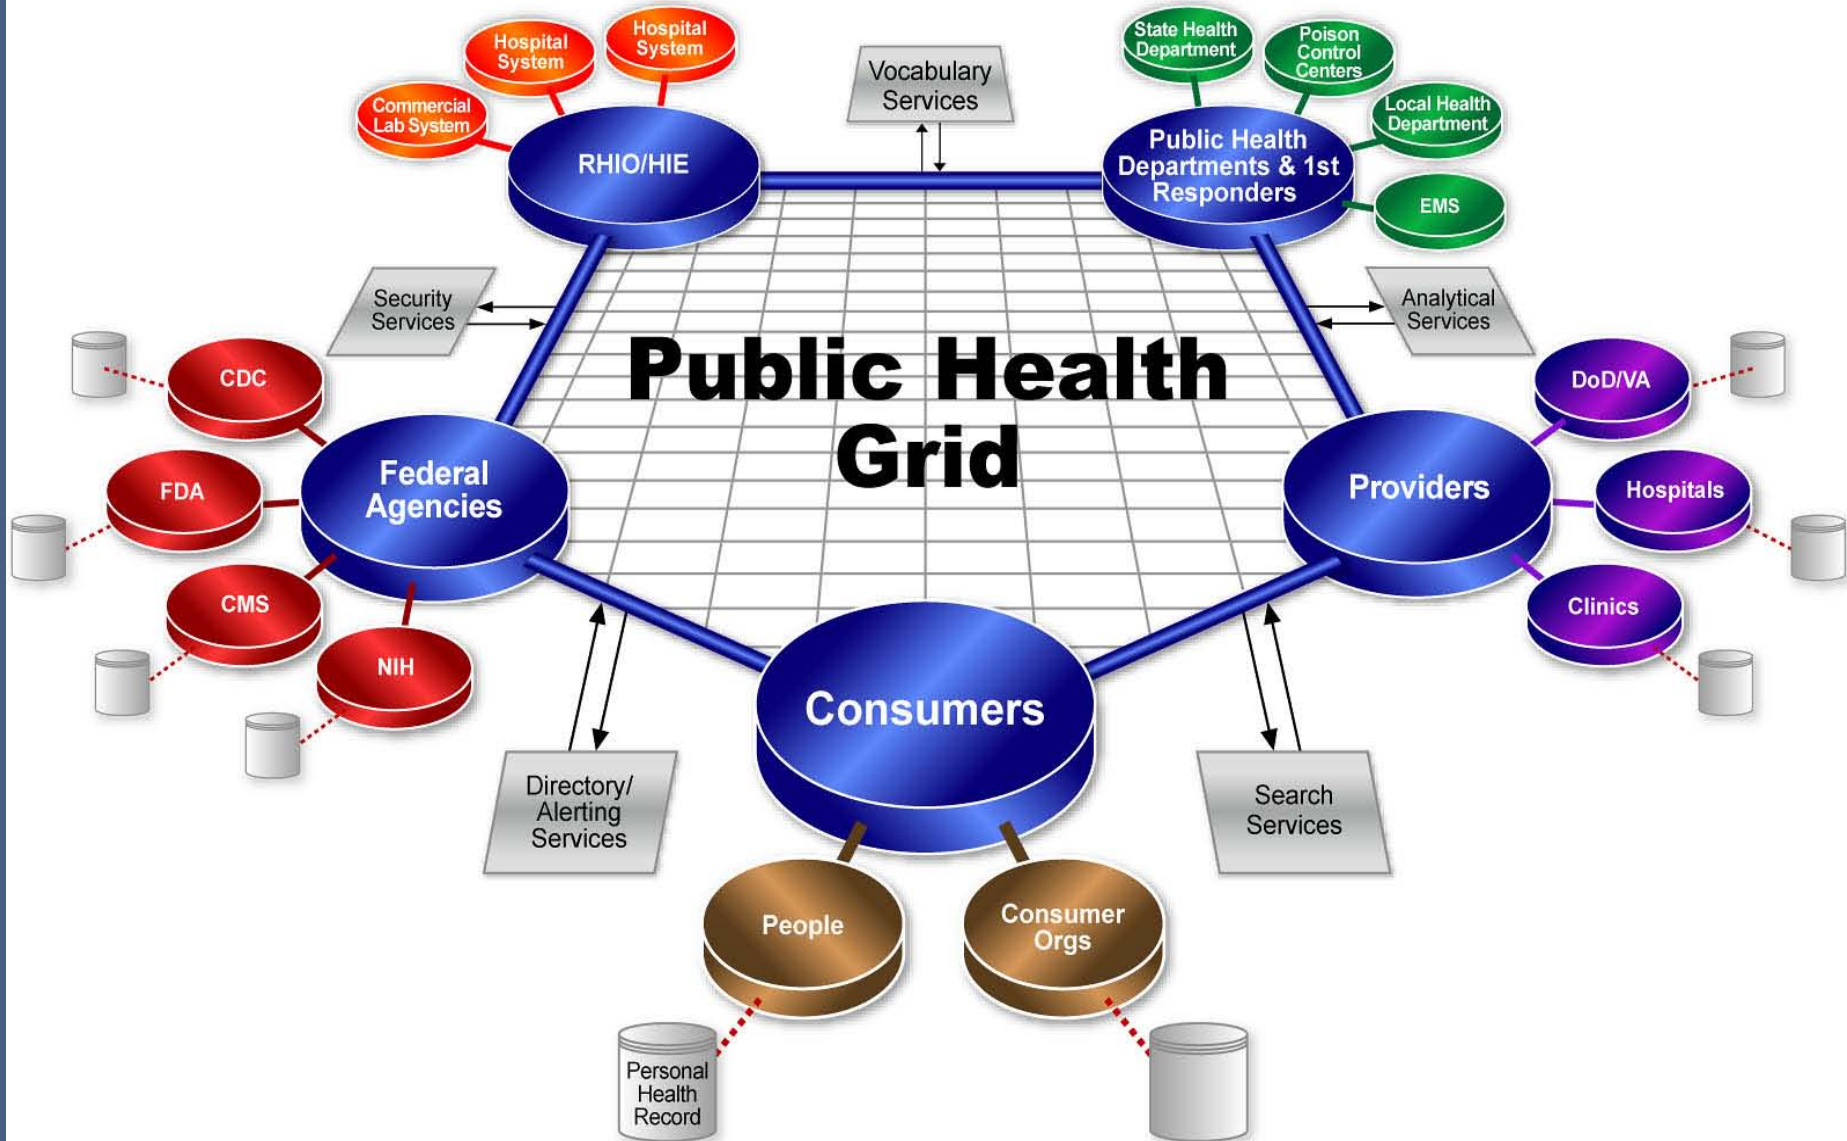 Hospital
System
Hospital
System
Commercial
Lab System
RHIO/HIE
Vocabulary
Services
State Health
Department
Poison
Control
Centers
Local Health
Department
Public Health
Departments & 1st
Responders
EMS
Security
Services
Analytical
Services
Public Health
Grid
CDC
FDA
CMS
NIH
Federal
Agencies
Providers
DoD/VA
Hospitals
Clinics
Consumers
Directory/
Alerting
Services
Search
Services
People
Consumer
Orgs
Personal
Health
Record